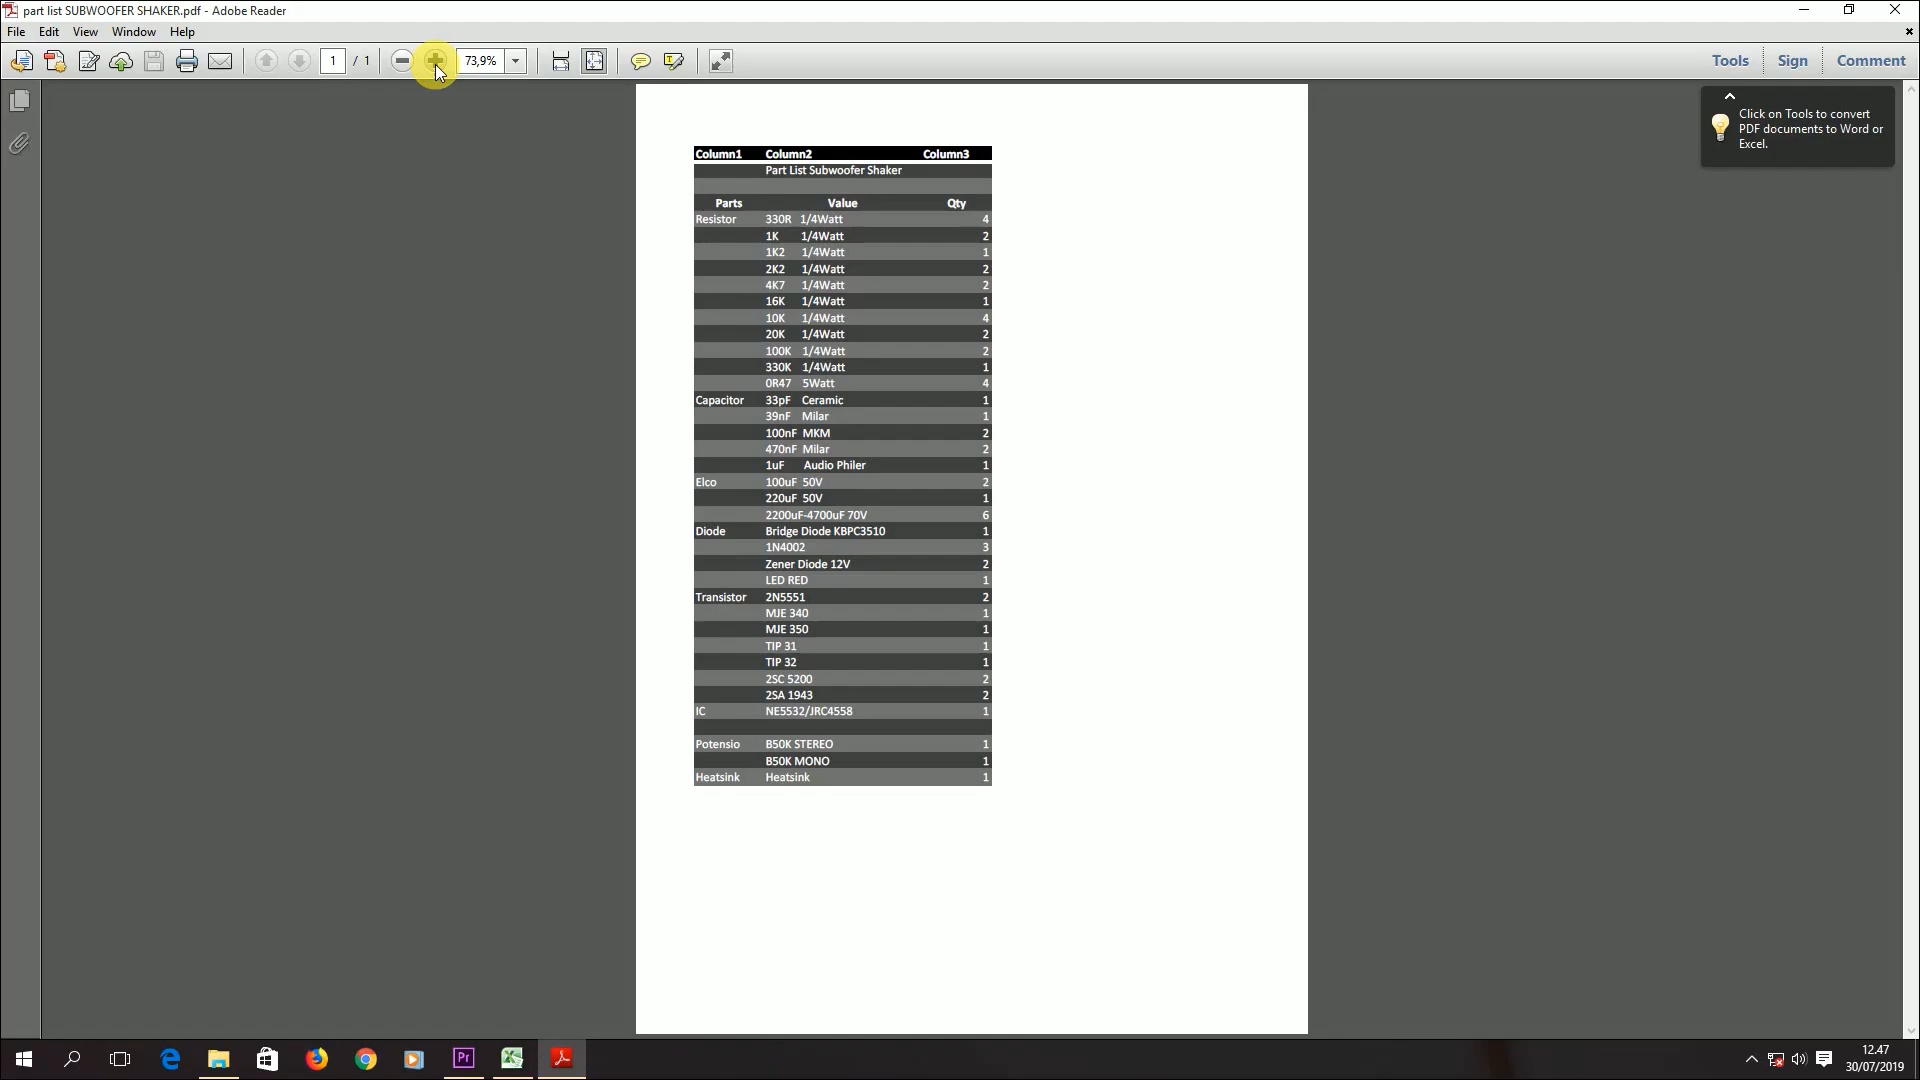 part list SUBWOOFER SHAKER.pdf - Adobe Reader
File Edit View Window Help
1 / 1 73,9% Tools Sign Comment
Click on Tools to convert
PDF documents to Word or
Excel.
Column1 Column2 Column3
Part List Subwoofer Shaker
Parts Value Qty
Resistor 330R 1/4Watt 4
1K 1/4Watt 2
1K2 1/4Watt 1
2K2 1/4Watt 2
4K7 1/4Watt 2
16K 1/4Watt 1
10K 1/4Watt 4
20K 1/4Watt 2
100K 1/4Watt 2
330K 1/4Watt 1
0R47 5Watt 4
Capacitor 33pF Ceramic 1
39nF Milar 1
100nF MKM 2
470nF Milar 2
1uF Audio Philer 1
Elco 100uF 50V 2
220uF 50V 1
2200uF-4700uF 70V 6
Diode Bridge Diode KBPC3510 1
1N4002 3
Zener Diode 12V 2
LED RED 1
Transistor 2N5551 2
MJE 340 1
MJE 350 1
TIP 31 1
TIP 32 1
2SC 5200 2
2SA 1943 2
IC NE5532/JRC4558 1
Potensio B50K STEREO 1
B50K MONO 1
Heatsink Heatsink 1
Pr
12.47
30/07/2019